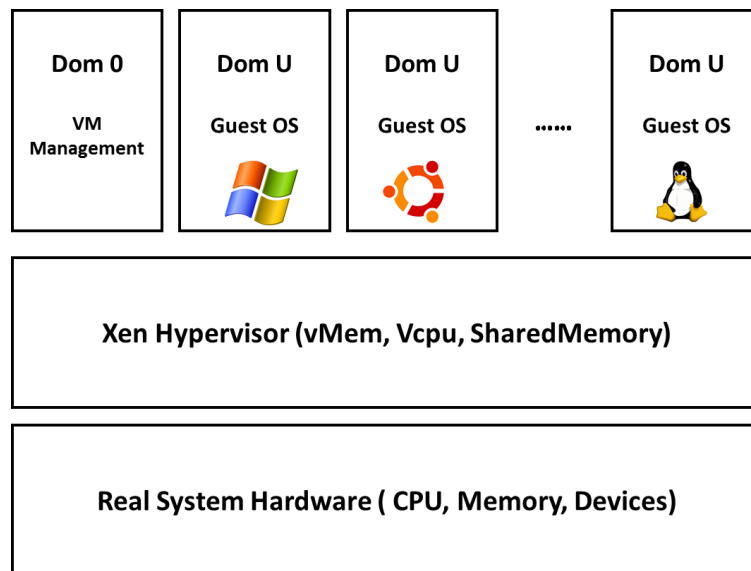 Dom 0
VM
Management
Dom U
Guest OS
Dom U
Guest OS
......
Dom U
Guest OS
Xen Hypervisor (vMem, Vcpu, SharedMemory)
Real System Hardware ( CPU, Memory, Devices)